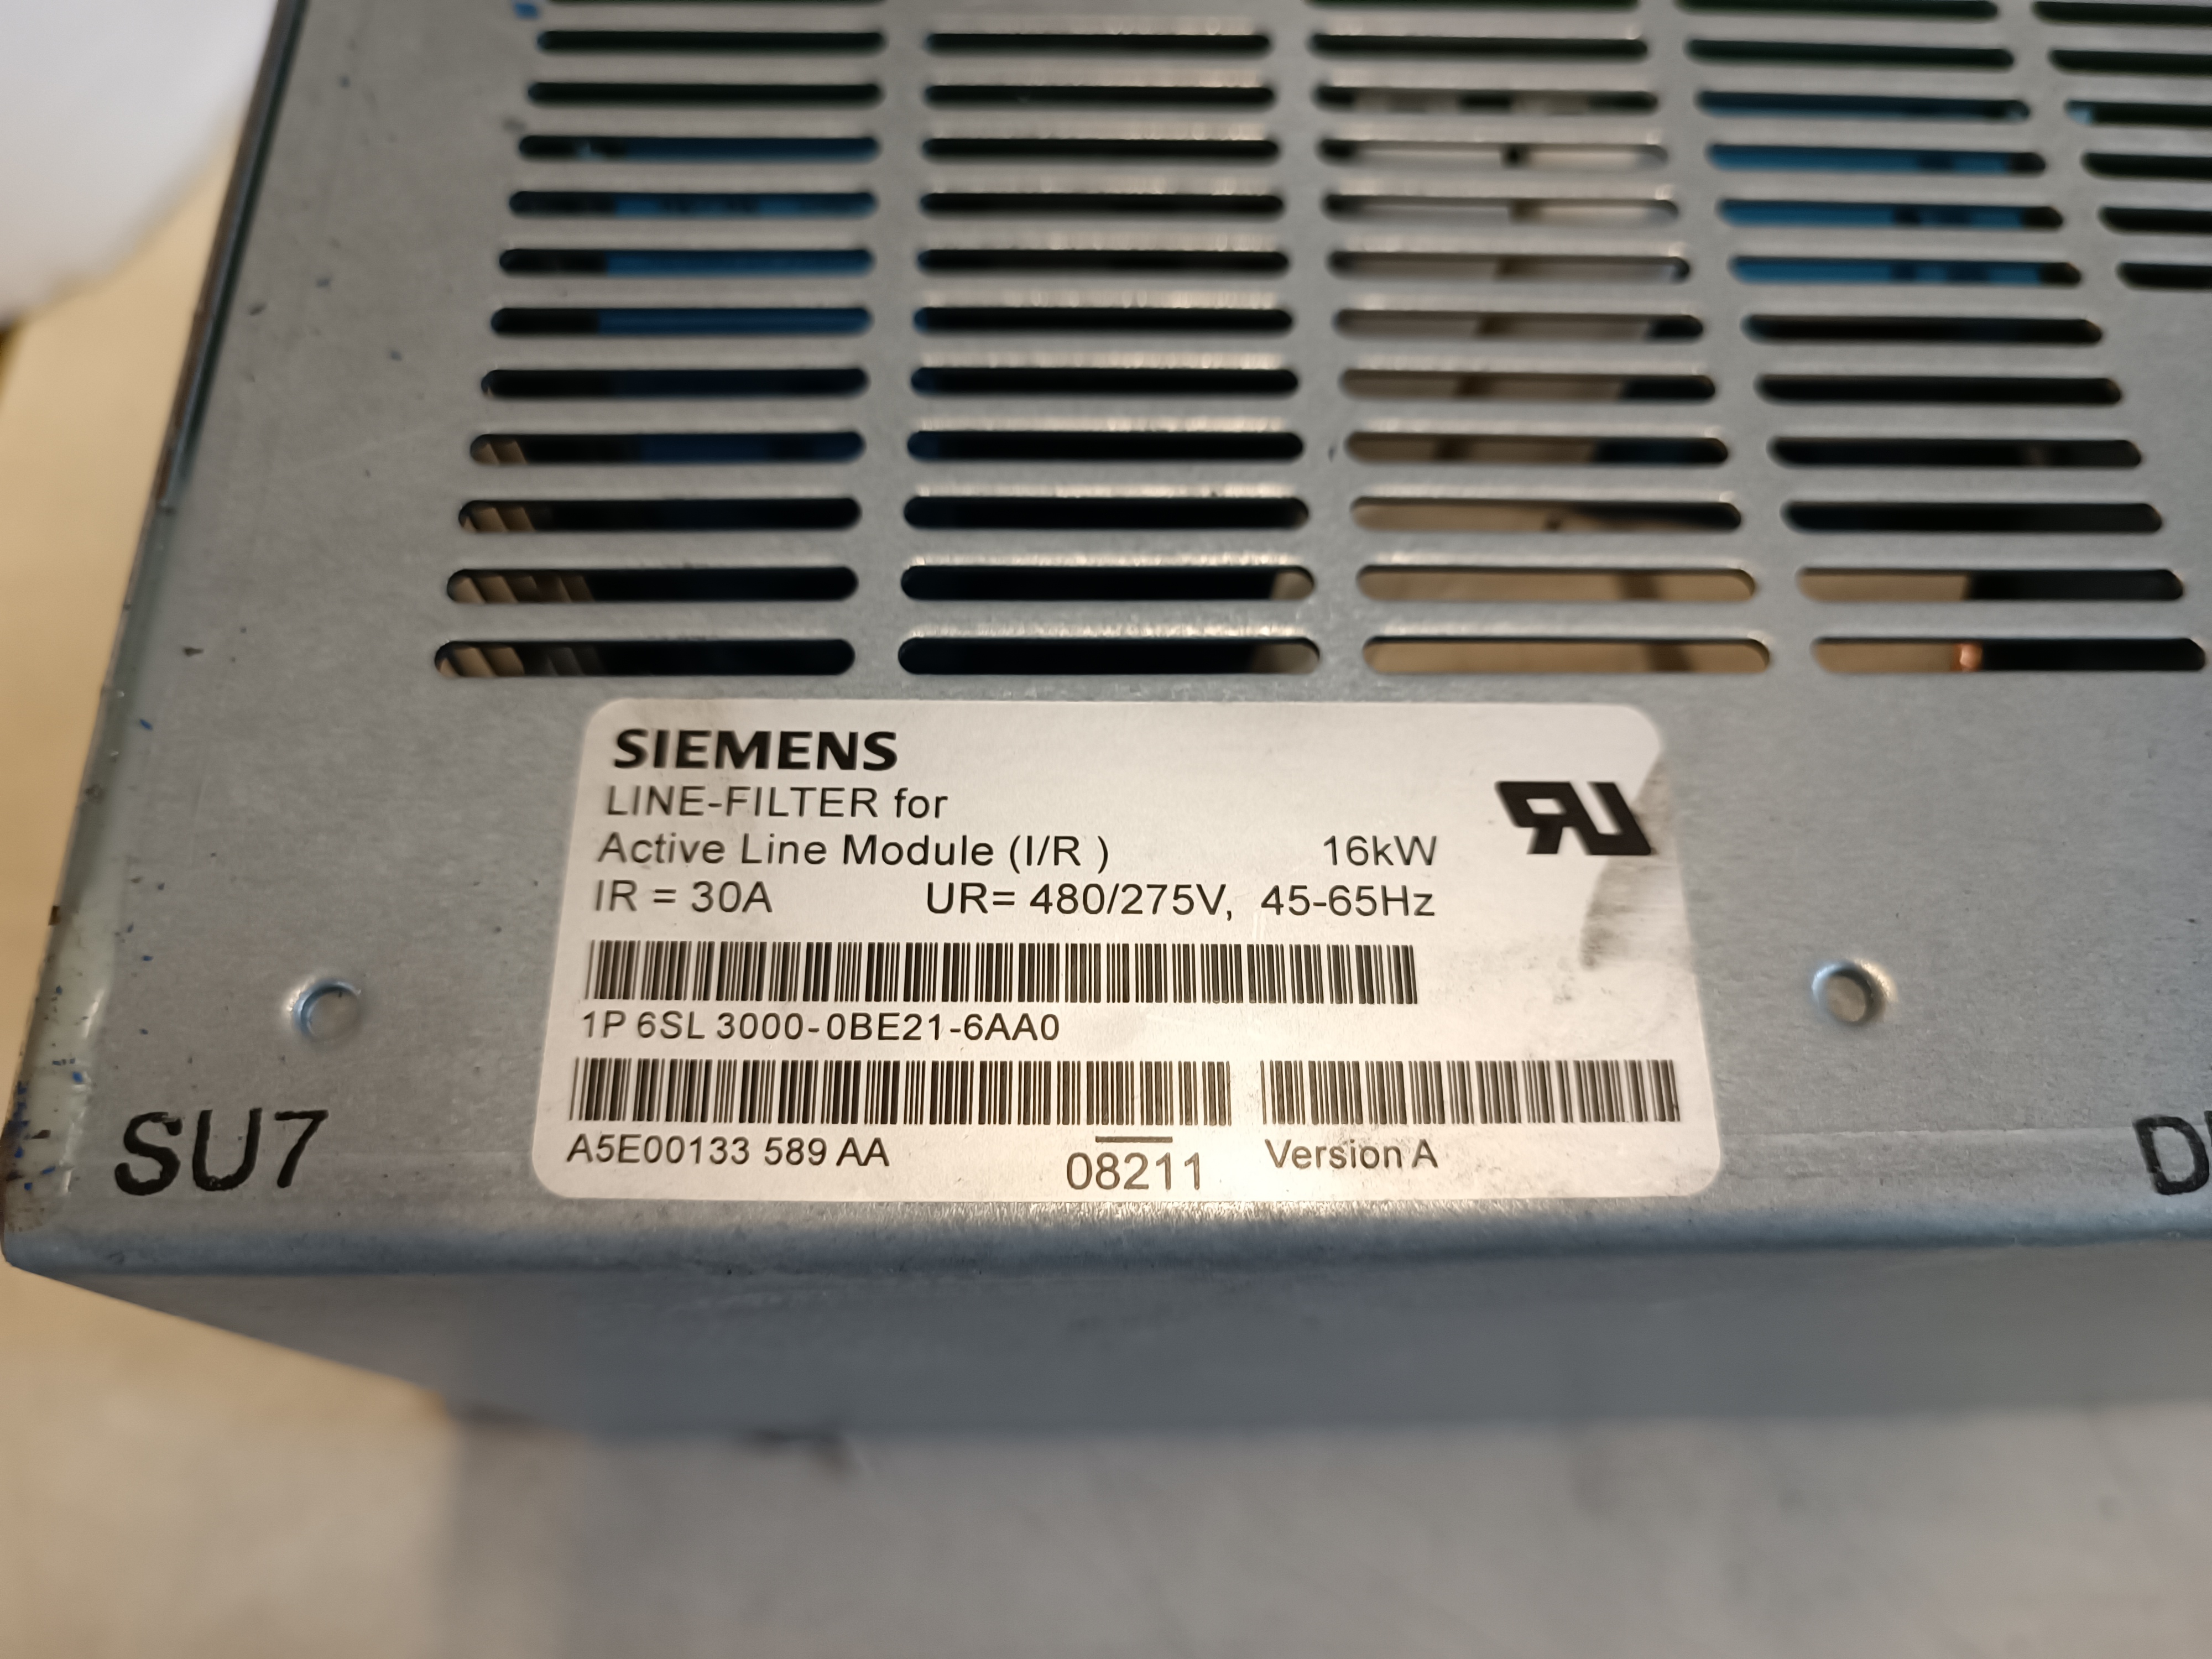 SIEMENS
LINE-FILTER for
Active Line Module (I/R )	16kW
IR = 30A	UR= 480/275V, 45-65Hz
1P 6SL 3000-0BE21-6AA0
A5E00133 589 AA	08211	Version A
SU7